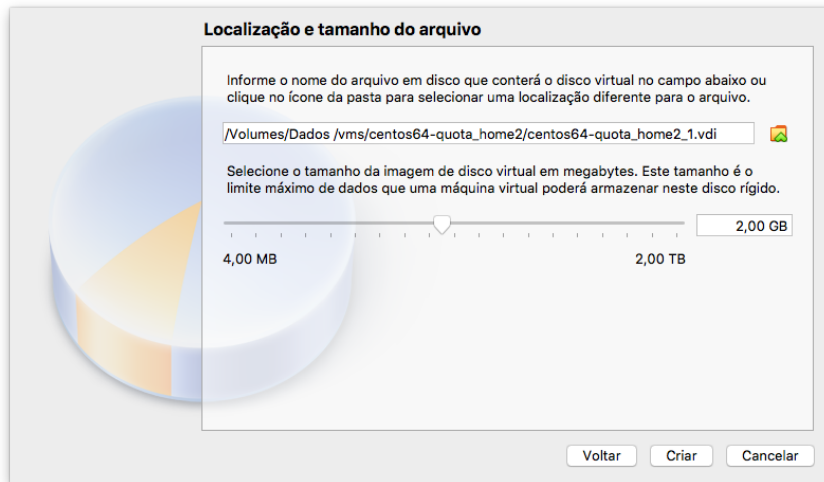 Localização e tamanho do arquivo
Informe o nome do arquivo em disco que conterá o disco virtual no campo abaixo ou
clique no ícone da pasta para selecionar uma localização diferente para o arquivo.
/Volumes/Dados /vms/centos64-quota_home2/centos64-quota_home2_1.vdi
Selecione o tamanho da imagem de disco virtual em megabytes. Este tamanho é o
limite máximo de dados que uma máquina virtual poderá armazenar neste disco rígido.
2,00 GB
4,00 MB 2,00 TB
Voltar Criar Cancelar